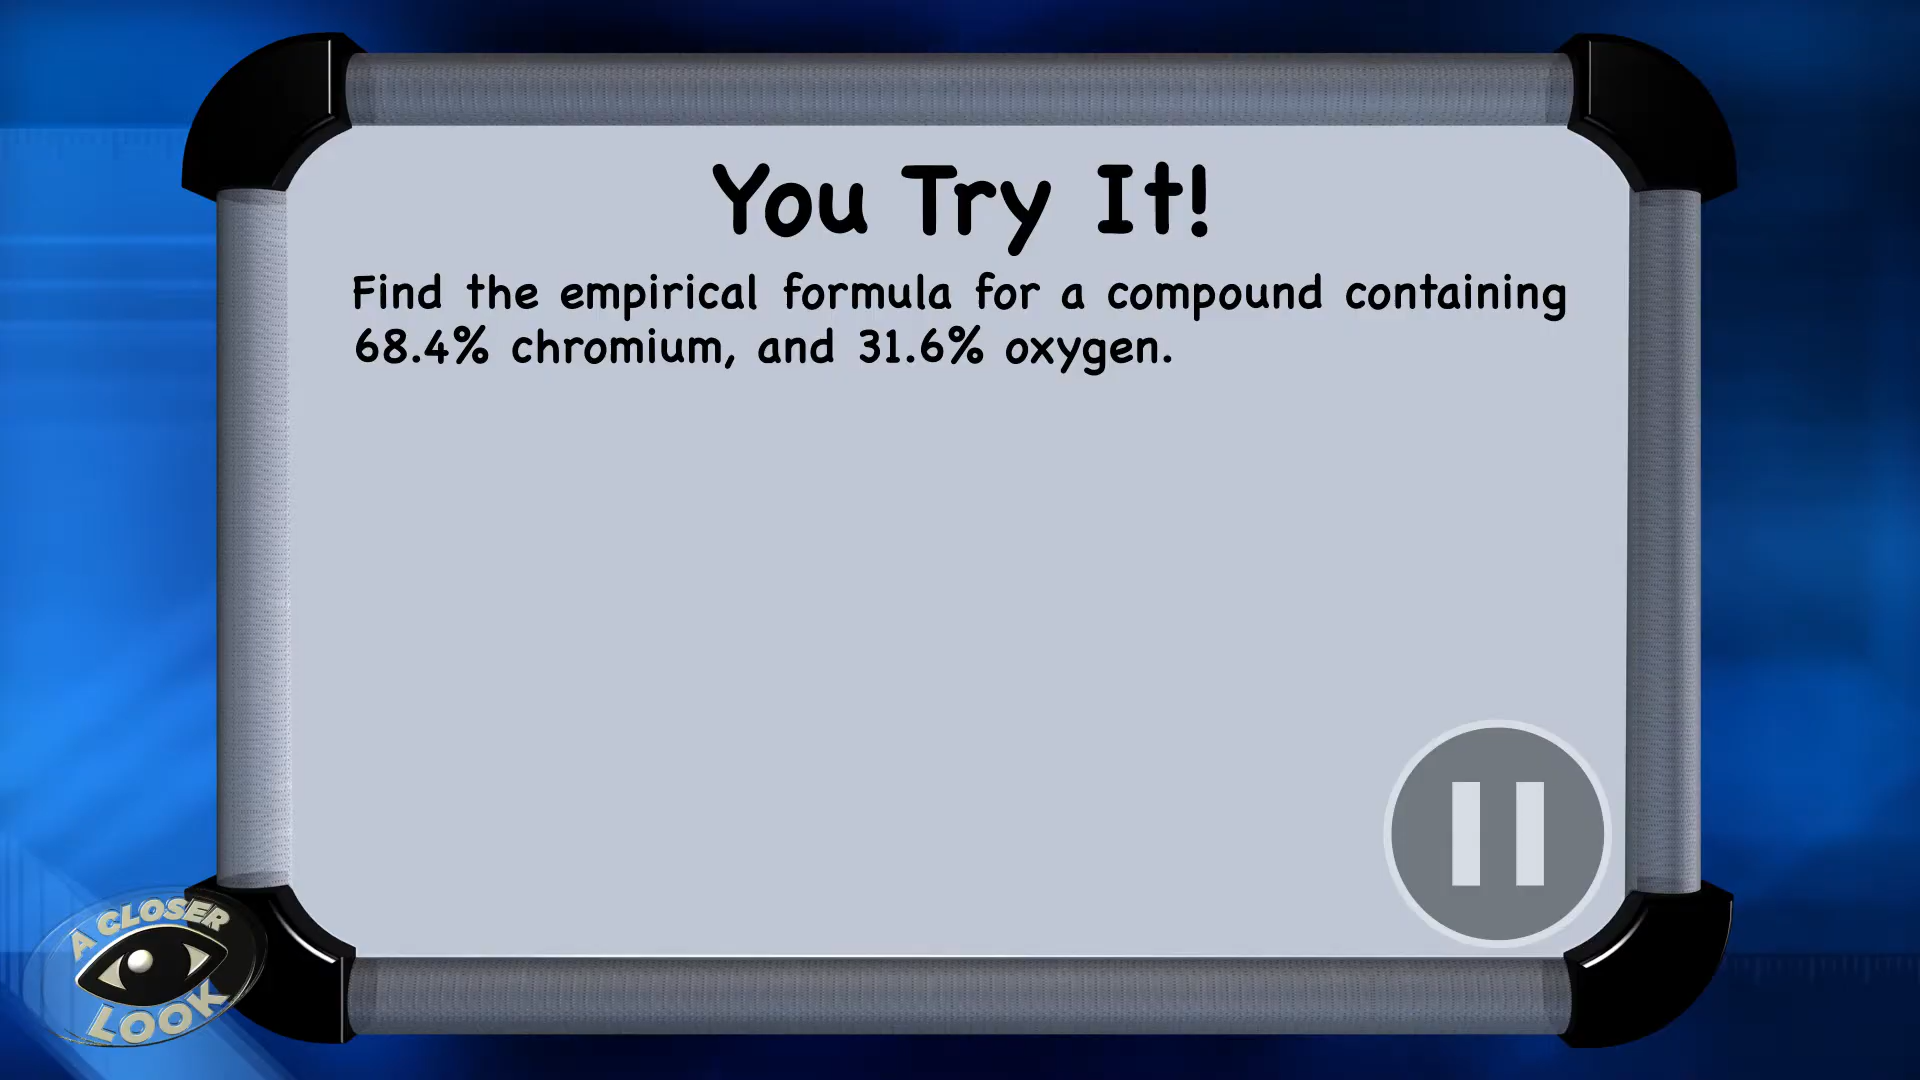 You Try It!
Find the empirical formula for a compound containing
68.4% chromium, and 31.6% oxygen.
A CLOSER
LOOK